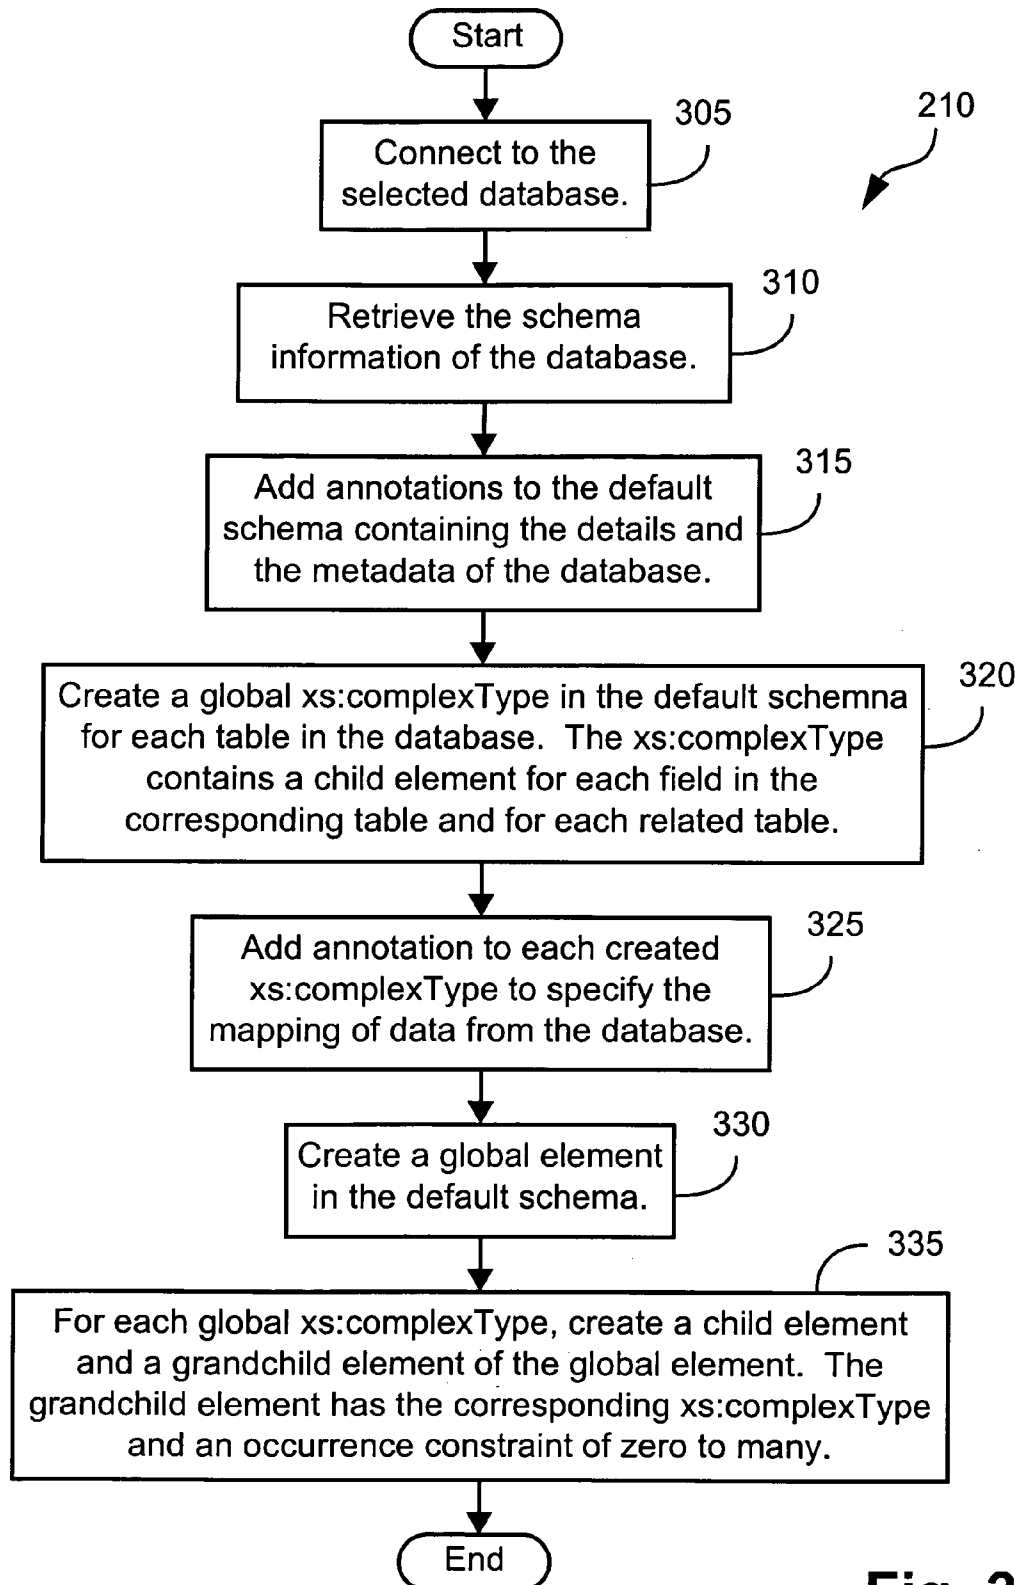 Start
210
305
Connect to the
selected database.
310
Retrieve the schema
information of the database.
315
Add annotations to the default
schema containing the details and
the metadata of the database.
320
Create a global xs:complexType in the default schemna
for each table in the database. The xs:complexType
contains a child element for each field in the
corresponding table and for each related table.
325
Add annotation to each created
xs:complexType to specify the
mapping of data from the database.
330
Create a global element
in the default schema.
335
For each global xs:complexType, create a child element
and a grandchild element of the global element. The
grandchild element has the corresponding xs:complexType
and an occurrence constraint of zero to many.
End
Fig.